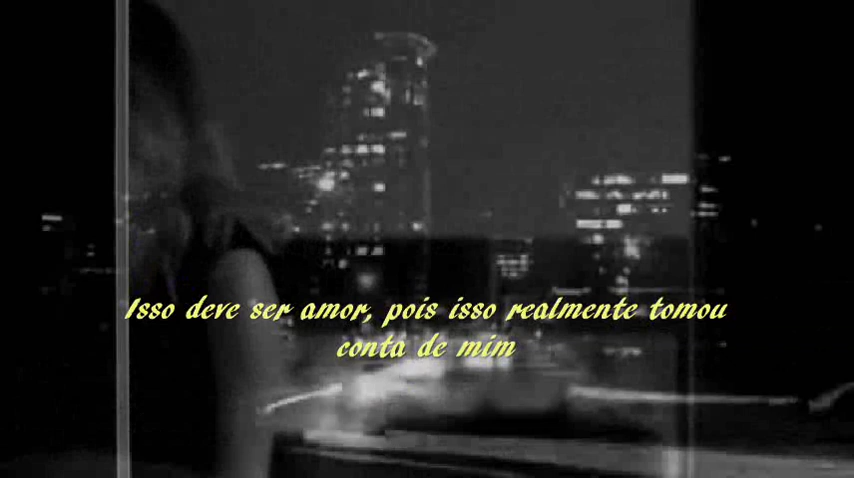 Isso deve ser amor, pois isso realmente tomou
conta de mim